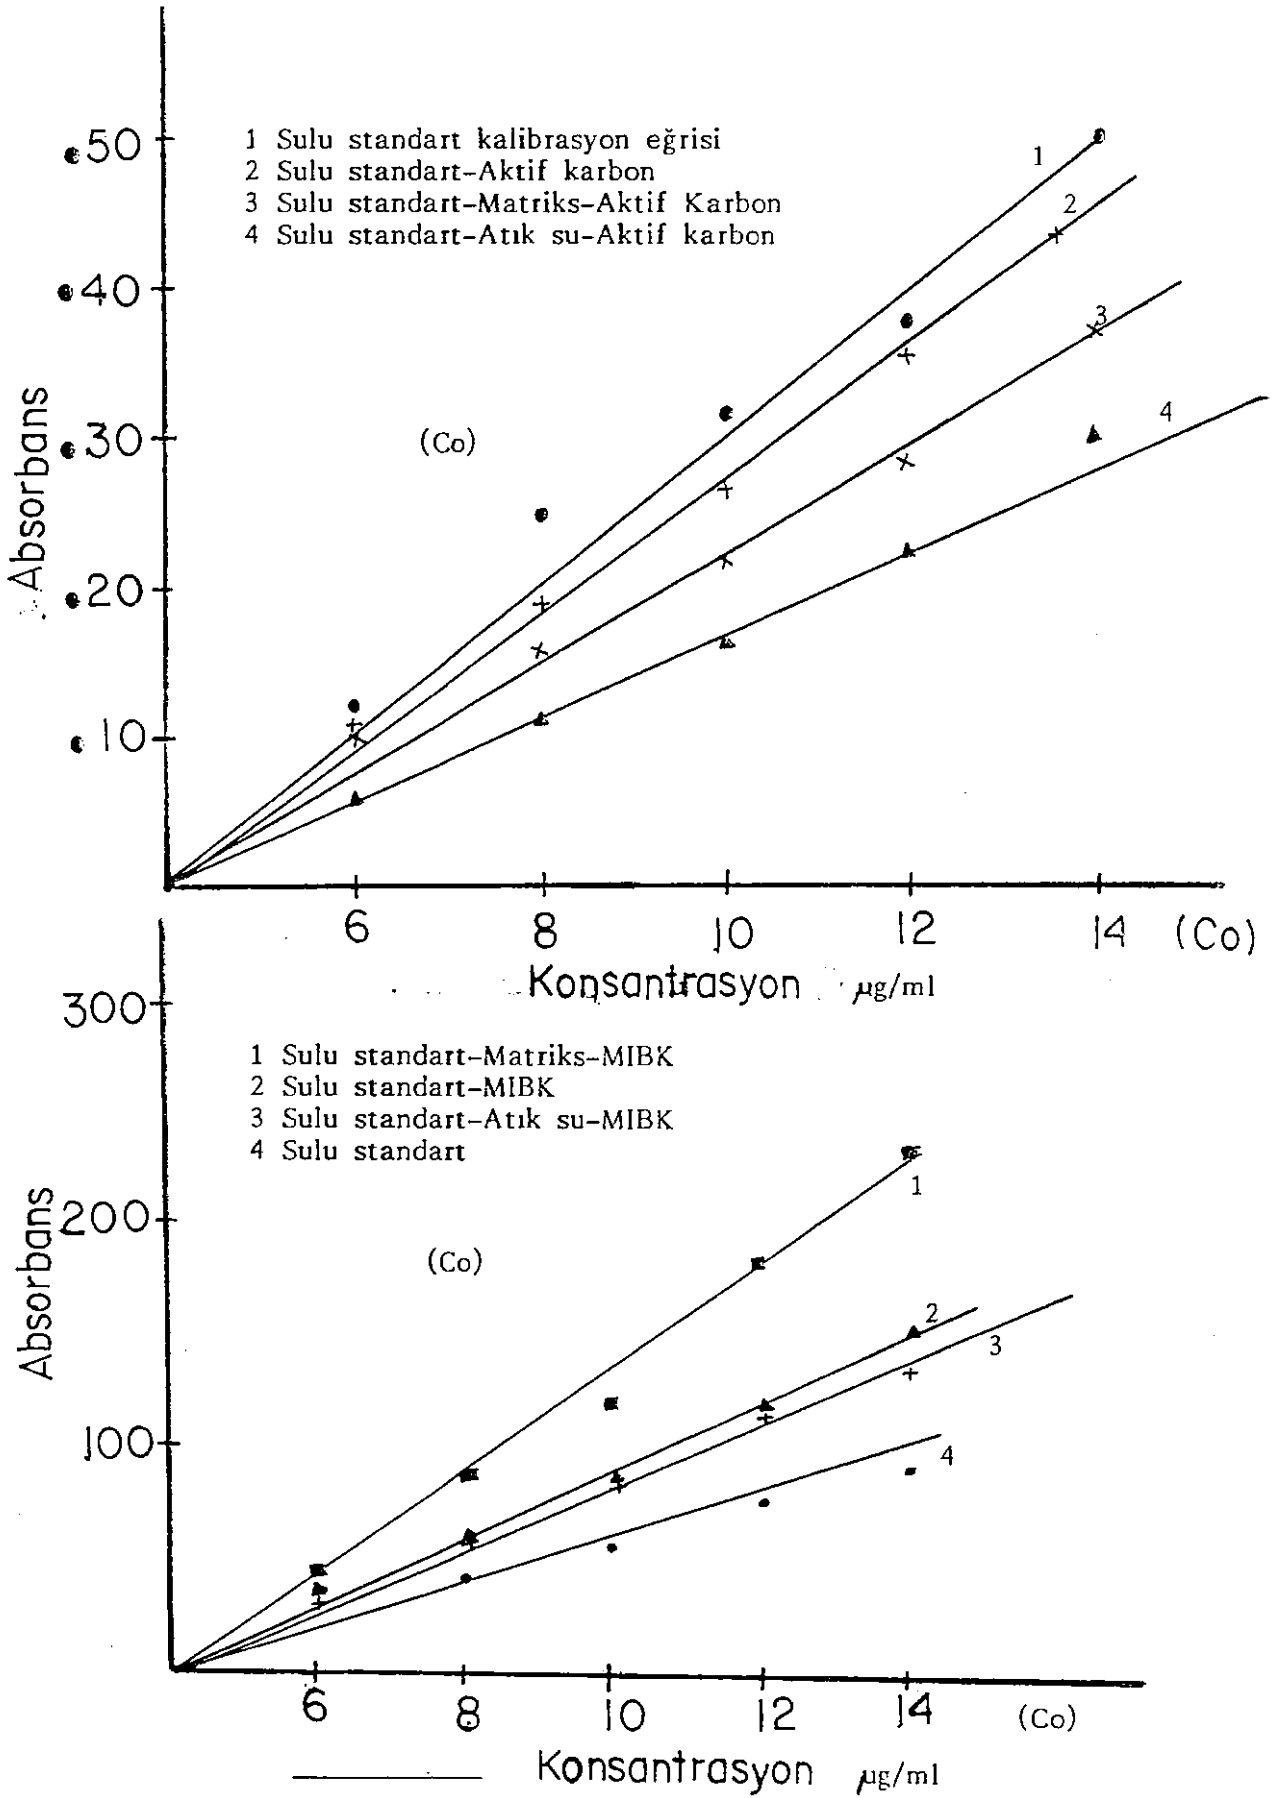 50
40
30
20
10
Absorbans
1 Sulu standart kalibrasyon eğrisi
2 Sulu standart-Aktif karbon
3 Sulu standart-Matriks-Aktif Karbon
4 Sulu standart-Atık su-Aktif karbon
(Co)
1
2
3
4
6 8 10 12 14 (Co)
Konsantrasyon µg/ml
300
200
100
Absorbans
1 Sulu standart-Matriks-MIBK
2 Sulu standart-MIBK
3 Sulu standart-Atık su-MIBK
4 Sulu standart
(Co)
1
2
3
4
6 8 10 12 14 (Co)
Konsantrasyon µg/ml